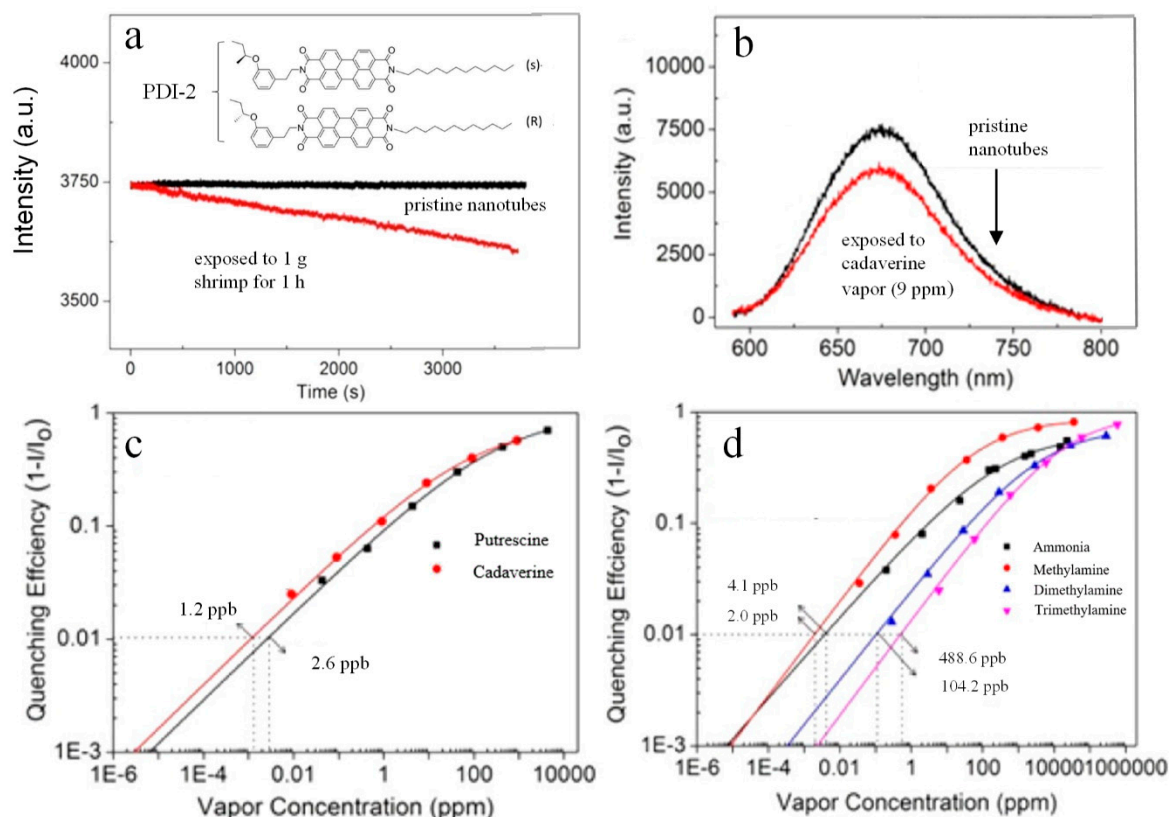 a
4000
3750
3500
Intensity (a.u.)
PDI-2
O
O
O
N
N
O
O
(s)
O
O
O
N
N
O
O
(R)
pristine nanotubes
exposed to 1 g
shrimp for 1 h
0
1000
2000
3000
Time (s)
b
10000
7500
5000
2500
0
Intensity (a.u.)
pristine
nanotubes
exposed to
cadaverine
vapor (9 ppm)
600
650
700
750
800
Wavelength (nm)
c
1
0.1
0.01
1E-3
Quenching Effciency (1-I/I₀)
Putrescine
Cadaverine
1.2 ppb
2.6 ppb
1E-6
1E-4
0.01
1
100
10000
Vapor Concentration (ppm)
d
1
0.1
0.01
1E-3
Quenching Effciency (1-I/I₀)
Ammonia
Methylamine
Dimethylamine
Trimethylamine
4.1 ppb
2.0 ppb
488.6 ppb
104.2 ppb
1E-6
1E-4
0.01
1
100
10000
1000000
Vapor Concentration (ppm)